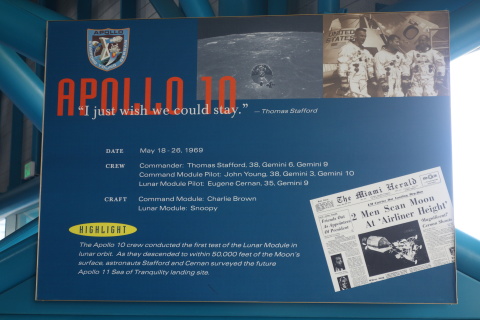 APOLLO
UNITED
STATES
APOLLO 10
"I just wish we could stay." — Thomas Stafford
DATE May 18 - 26, 1969
CREW Commander: Thomas Stafford, 38, Gemini 6, Gemini 9
Command Module Pilot: John Young, 38, Gemini 3, Gemini 10
Lunar Module Pilot: Eugene Cernan, 35, Gemini 9
CRAFT Command Module: Charlie Brown
Lunar Module: Snoopy
HIGHLIGHT
The Apollo 10 crew conducted the first test of the Lunar Module in
lunar orbit. As they descended to within 50,000 feet of the Moon's
surface, astronauts Stafford and Cernan surveyed the future
Apollo 11 Sea of Tranquility landing site.
The Miami Herald
2 Men Scan Moon
At 'Airliner Height'
'Magnificent!'